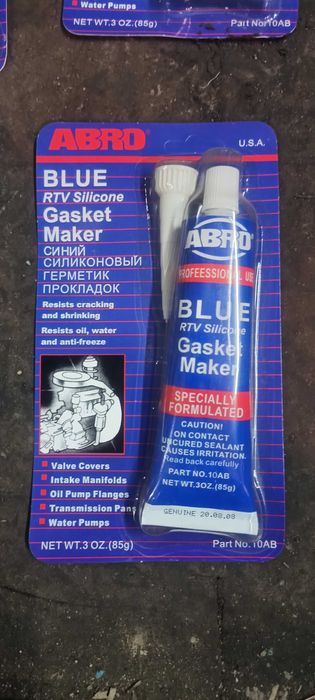 Water Pumps
NET WT.3 OZ.(85g)
Part No.10AB
ABRO
U.S.A.
BLUE
RTV Silicone
Gasket
Maker
СИНИЙ
СИЛИКОНОВЫЙ
ГЕРМЕТИК
ПРОКЛАДОК
Resists cracking
and shrinking
Resists oil, water
and anti-freeze
Valve Covers
Intake Manifolds
Oil Pump Flanges
Transmission Pans
Water Pumps
NET WT.3 OZ.(85g)
Part No.10AB
ABRO
PROFEESSIONAL USE
BLUE
RTV Silicone
Gasket
Maker
SPECIALLY
FORMULATED
CAUTION!
ON CONTACT
UNCURED SEALANT
CAUSES IRRITATION.
Read back carefully
PART NO.10AB
NET WT.3OZ(85g)
GENUINE 20.08.08